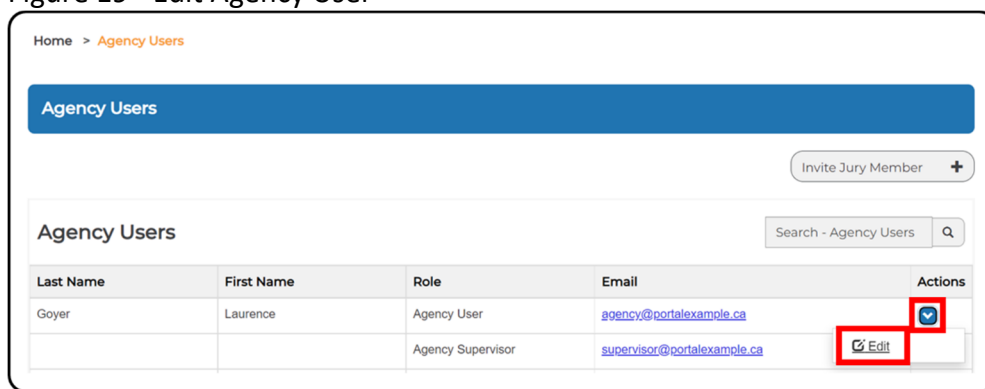 Figure 15 - Edit Agency User
Home > Agency Users
Agency Users
Invite Jury Member +
Agency Users
Search - Agency Users
Last Name First Name Role Email Actions
Goyer Laurence Agency User agency@portalexample.ca
Agency Supervisor supervisor@portalexample.ca Edit